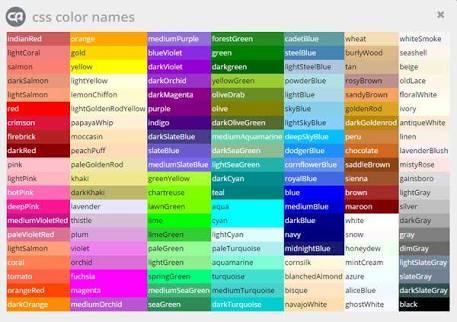 css color names
indianRed orange mediumPurple forestGreen cadetBlue wheat whiteSmoke
lightCoral gold blueViolet green steelBlue burlyWood seashell
salmon yellow darkViolet darkgreen lightSteelBlue tan beige
darkSalmon lightYellow darkOrchid yellowGreen powderBlue rosyBrown oldLace
lightSalmon lemonChiffon darkMagenta oliveDrab lightBlue sandyBrown floralWhite
red lightGoldenRodYellow purple olive skyBlue goldenRod ivory
crimson papayaWhip indigo darkOliveGreen lightSkyBlue darkGoldenrod antiqueWhite
firebrick moccasin darkSlateBlue mediumAquamarine deepSkyBlue peru linen
darkRed peachPuff slateBlue darkSeaGreen dodgerBlue chocolate lavenderBlush
pink paleGoldenRod mediumSlateBlue lightSeaGreen cornflowerBlue saddleBrown mistyRose
lightPink khaki greenYellow darkCyan royalBlue sienna gainsboro
hotPink darkKhaki chartreuse teal blue brown lightGray
deepPink lavender lawnGreen aqua mediumBlue maroon silver
mediumVioletRed thistle lime cyan darkBlue white darkGray
paleVioletRed plum limeGreen lightCyan navy snow gray
lightSalmon violet paleGreen paleTurquoise midnightBlue honeydew dimGray
coral orchid lightGreen aquamarine cornsilk mintCream lightSlateGray
tomato fuchsia springGreen turquoise blanchedAlmond azure slateGray
orangeRed magenta mediumSeaGreen mediumTurquoise bisque aliceBlue darkSlateGray
darkOrange mediumOrchid seaGreen darkTurquoise navajoWhite ghostWhite black